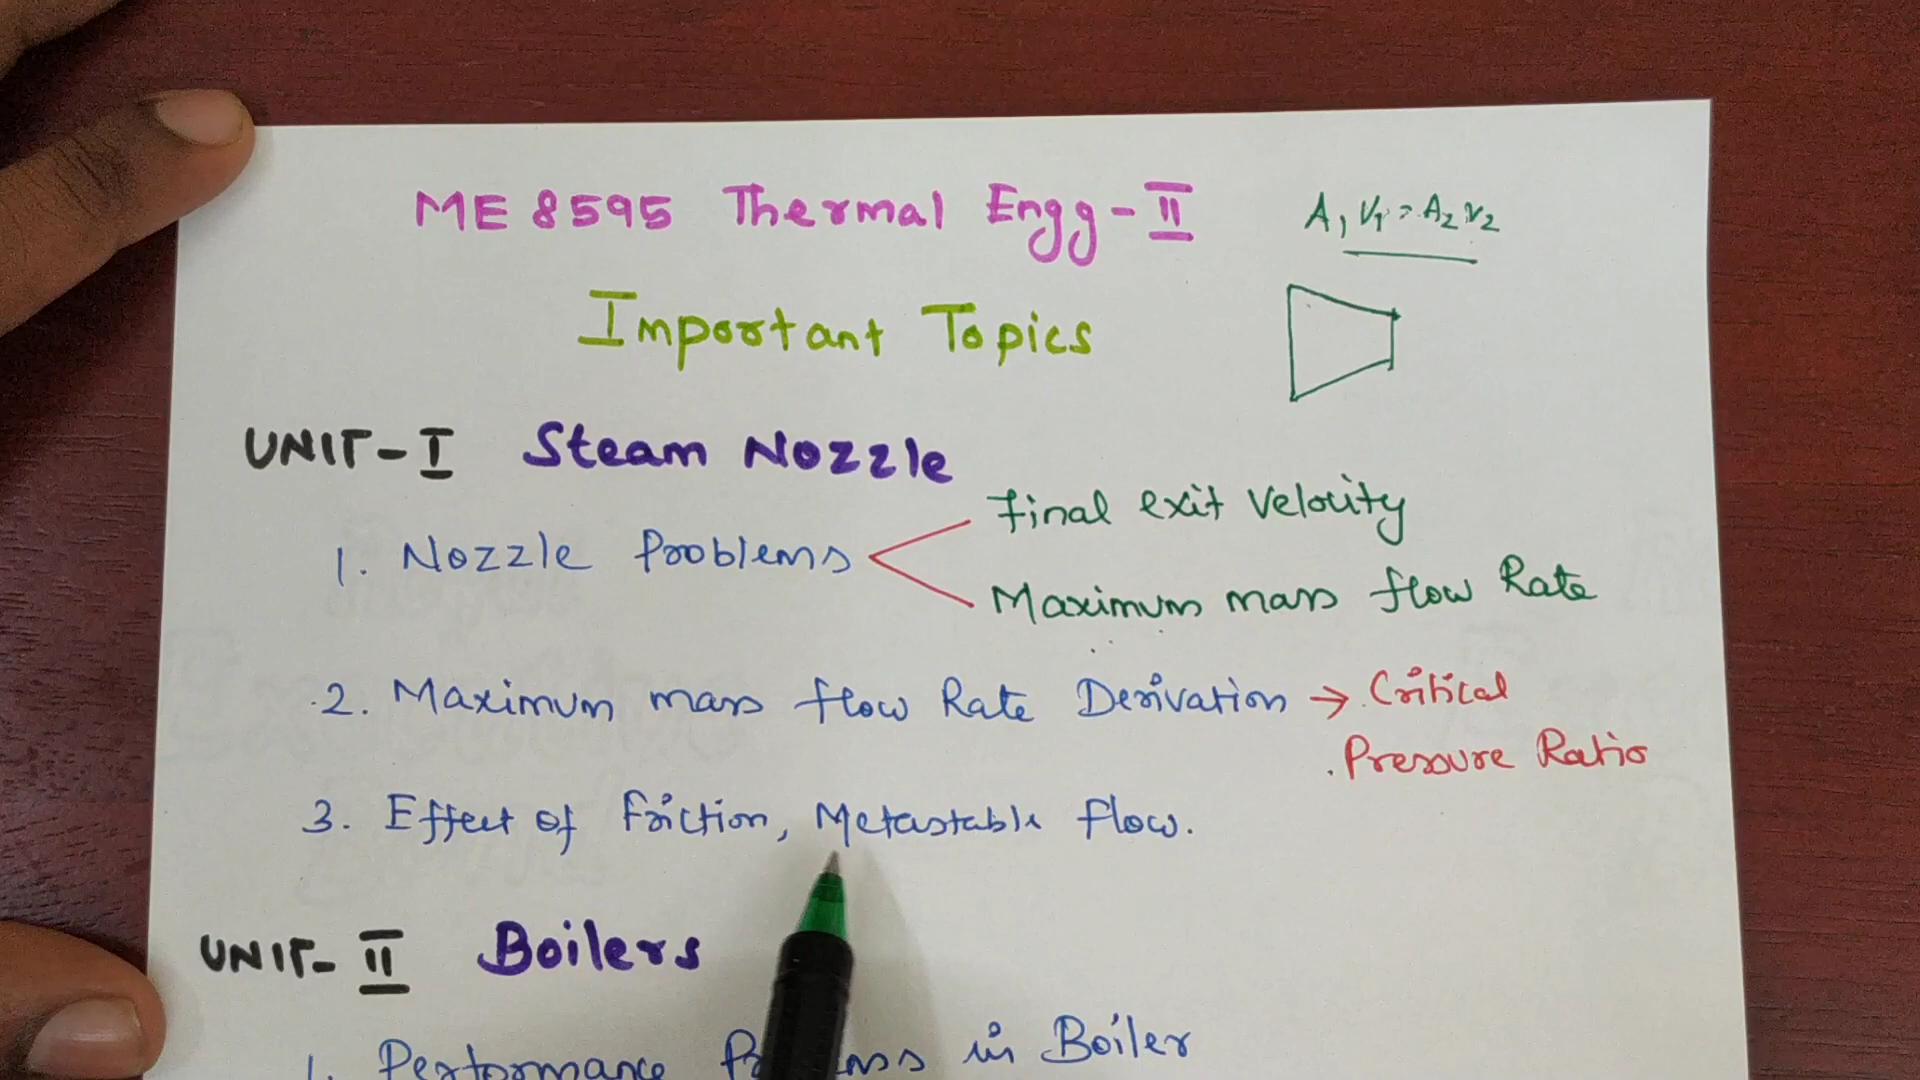 ME 8595 Thermal Engg-II
A1 V1 = A2 V2
Important Topics
UNIT-I Steam Nozzle
1. Nozzle Problems
Final exit Velocity
Maximum mass flow Rate
2. Maximum mass flow Rate Derivation → Critical
Pressure Ratio
3. Effect of friction, Metastable flow.
UNIT-II Boilers
1. Performance in Boiler